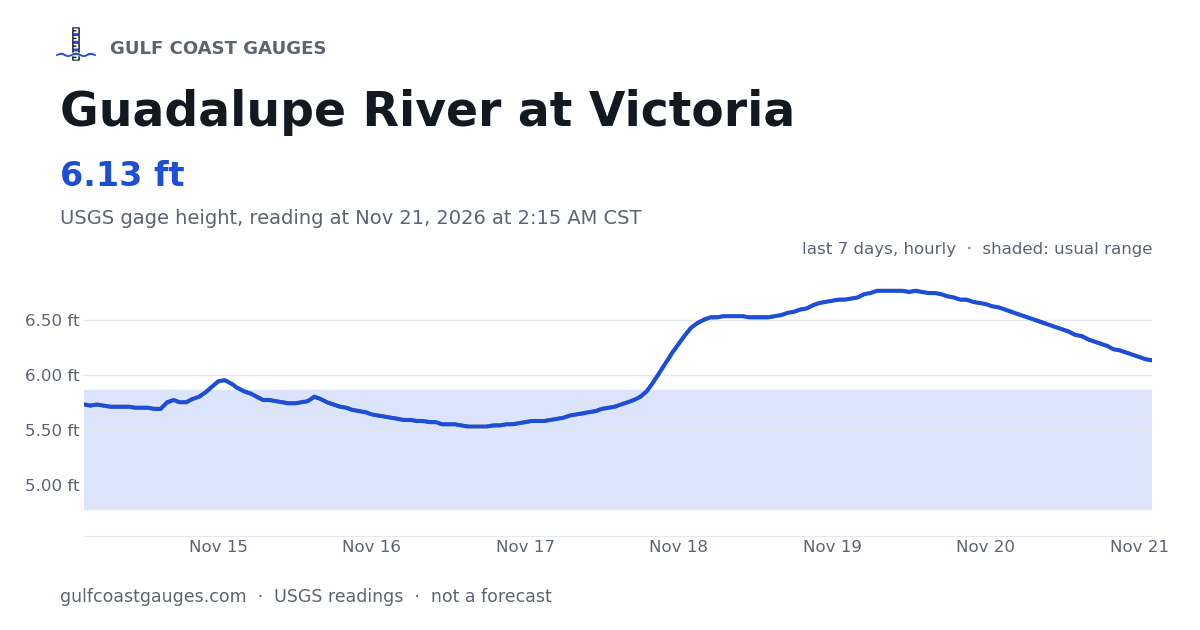 GULF COAST GAUGES
Guadalupe River at Victoria
6.13 ft
USGS gage height, reading at Nov 21, 2026 at 2:15 AM CST
last 7 days, hourly · shaded: usual range
6.50 ft
6.00 ft
5.50 ft
5.00 ft
Nov 15 Nov 16 Nov 17 Nov 18 Nov 19 Nov 20 Nov 21
gulfcoastgauges.com · USGS readings · not a forecast